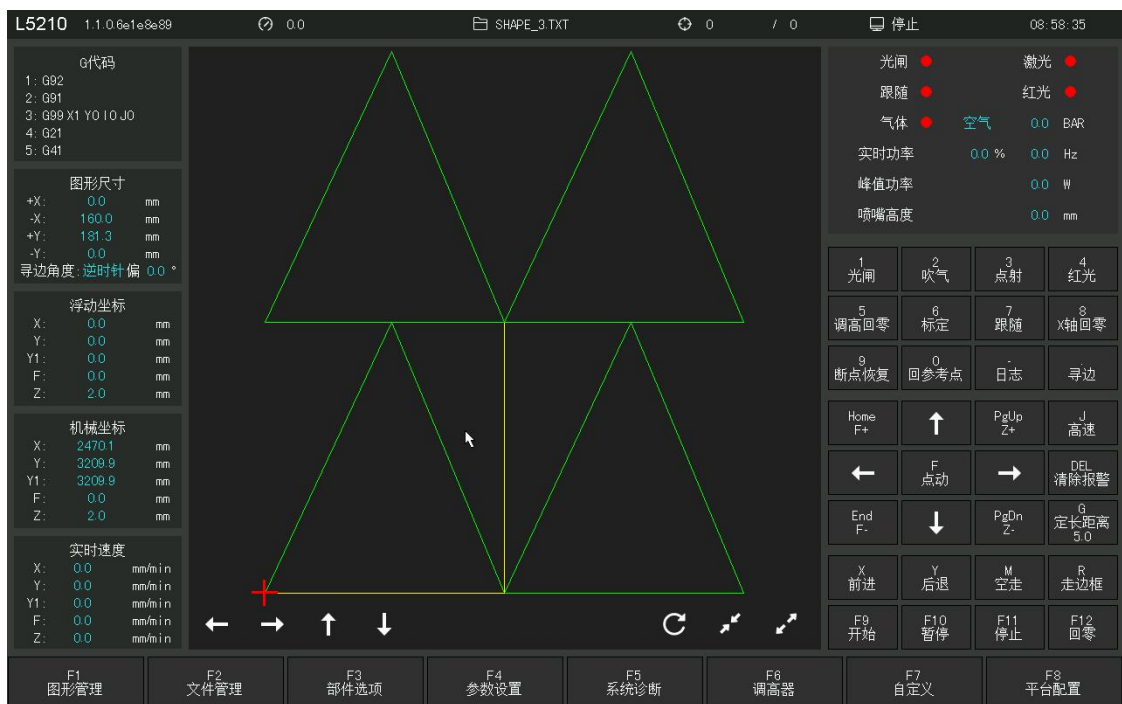 L5210 1.1.0.6e1e8e89 0.0 SHAPE_3.TXT 0 / 0 停止 08:58:35
G代码
1: G92
2: G91
3: G99 X1 Y0 I0 J0
4: G21
5: G41
图形尺寸
+X: 0.0 mm
-X: 160.0 mm
+Y: 181.3 mm
-Y: 0.0 mm
寻边角度:逆时针偏 0.0 °
浮动坐标
X: 0.0 mm
Y: 0.0 mm
Y1: 0.0 mm
F: 0.0 mm
Z: 2.0 mm
机械坐标
X: 2470.1 mm
Y: 3209.9 mm
Y1: 3209.9 mm
F: 0.0 mm
Z: 2.0 mm
实时速度
X: 0.0 mm/min
Y: 0.0 mm/min
Y1: 0.0 mm/min
F: 0.0 mm/min
Z: 0.0 mm/min
光闸 激光
跟随 红光
气体 空气 0.0 BAR
实时功率 0.0 % 0.0 Hz
峰值功率 0.0 W
喷嘴高度 0.0 mm
1 2 3 4
光闸 吹气 点射 红光
5 6 7 8
调高回零 标定 跟随 X轴回零
9 0 -
断点恢复 回参考点 日志 寻边
Home PgUp J
F+ Z+ 高速
F DEL
点动 清除报警
End PgDn G
F- Z- 定长距离
5.0
X Y M R
前进 后退 空走 走边框
F9 F10 F11 F12
开始 暂停 停止 回零
F1 F2 F3 F4 F5 F6 F7 F8
图形管理 文件管理 部件选项 参数设置 系统诊断 调高器 自定义 平台配置